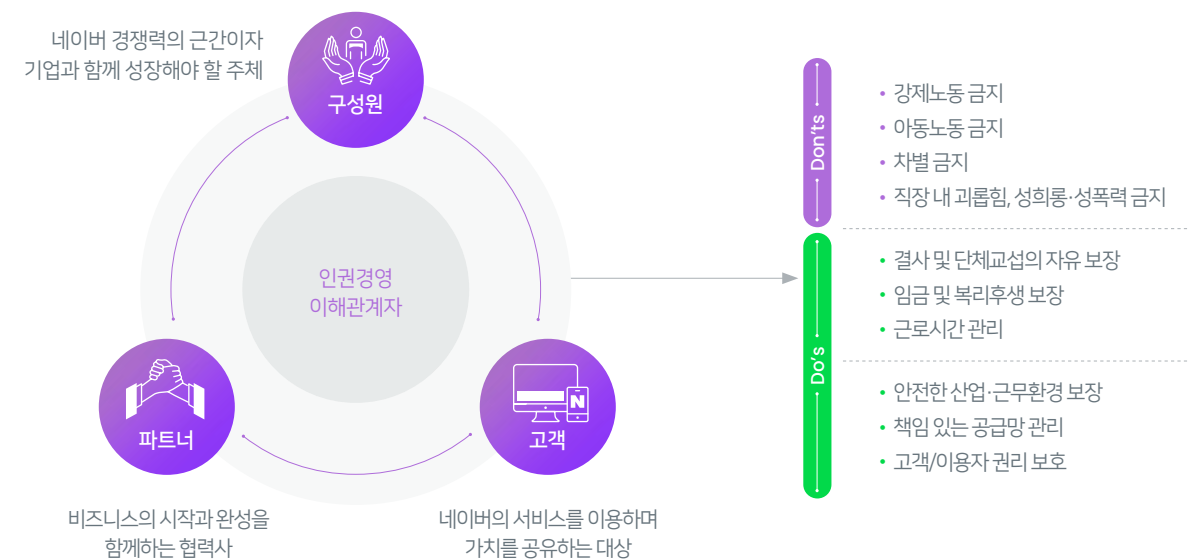 네이버 경쟁력의 근간이자
기업과 함께 성장해야 할 주체
구성원
인권경영
이해관계자
파트너
비즈니스의 시작과 완성을
함께하는 협력사
N
고객
네이버의 서비스를 이용하며
가치를 공유하는 대상
Don'ts
• 강제노동 금지
• 아동노동 금지
• 차별 금지
• 직장 내 괴롭힘, 성희롱·성폭력 금지
Do's
• 결사 및 단체교섭의 자유 보장
• 임금 및 복리후생 보장
• 근로시간 관리
• 안전한 산업·근무환경 보장
• 책임 있는 공급망 관리
• 고객/이용자 권리 보호